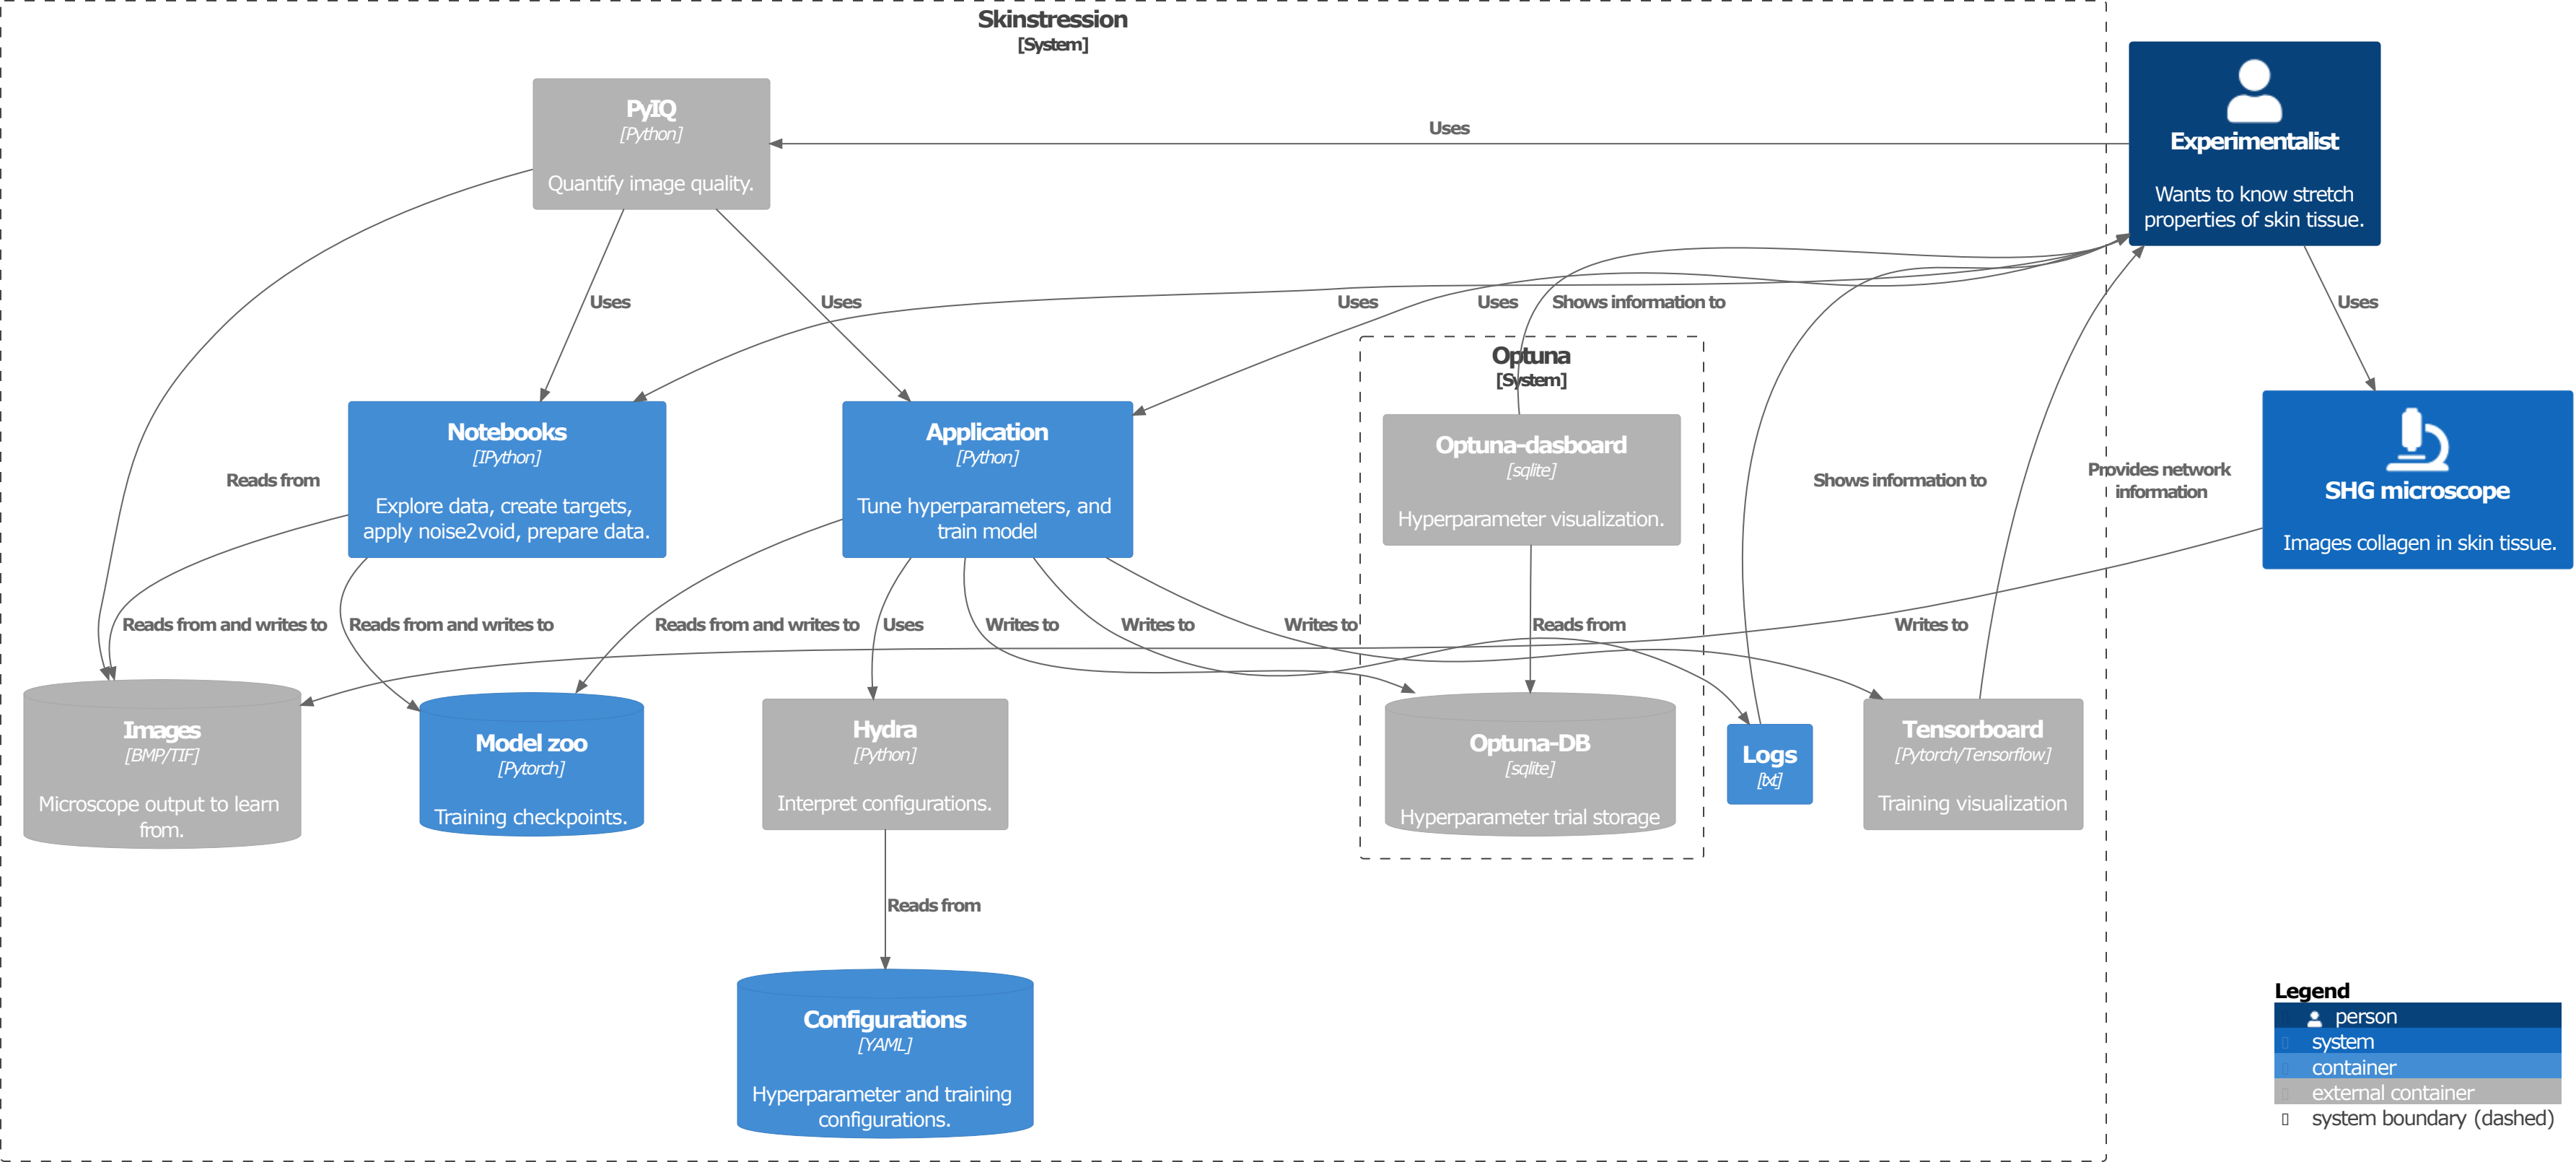 Skinstression
[System]
Experimentalist
Wants to know stretch
properties of skin tissue.
PyIQ
[Python]
Quantify image quality.
Uses
Uses
Uses
Uses
Uses
Shows information to
Uses
Optuna
[System]
Notebooks
[IPython]
Explore data, create targets,
apply noise2void, prepare data.
Application
[Python]
Tune hyperparameters, and
train model
Optuna-dasboard
[sqlite]
Hyperparameter visualization.
SHG microscope
Images collagen in skin tissue.
Reads from
Shows information to
Provides network
information
Reads from and writes to
Reads from and writes to
Reads from and writes to
Uses
Writes to
Writes to
Writes to
Reads from
Writes to
Images
[BMP/TIF]
Microscope output to learn
from.
Model zoo
[Pytorch]
Training checkpoints.
Hydra
[Python]
Interpret configurations.
Optuna-DB
[sqlite]
Hyperparameter trial storage
Logs
[txt]
Tensorboard
[Pytorch/Tensorflow]
Training visualization
Reads from
Configurations
[YAML]
Hyperparameter and training
configurations.
Legend
person
system
container
external container
system boundary (dashed)